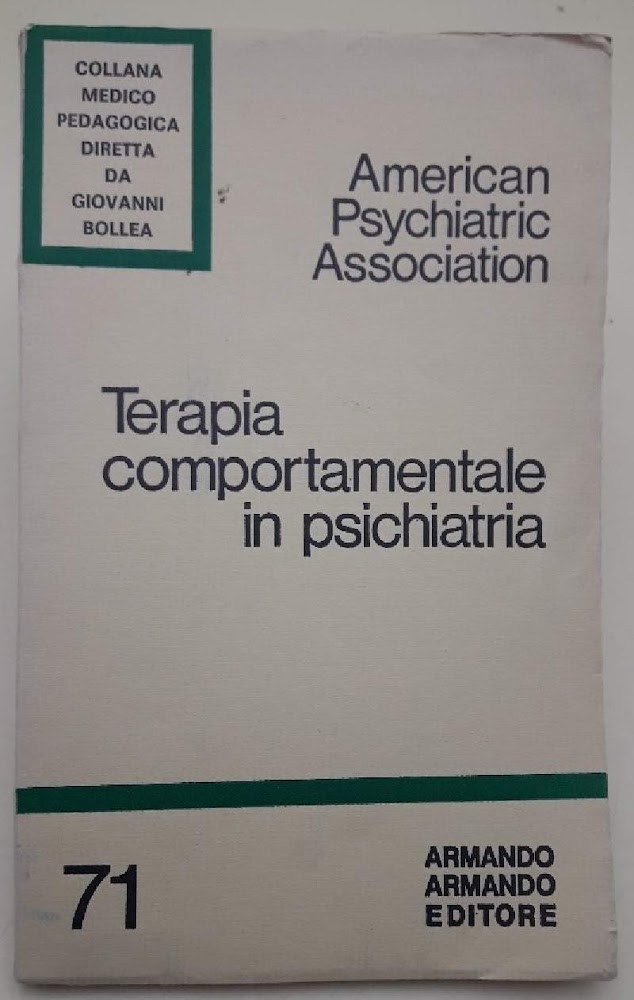 COLLANA
MEDICO
PEDAGOGICA
DIRETTA
DA
GIOVANNI
BOLLEA
American
Psychiatric
Association
Terapia
comportamentale
in psichiatria
71
ARMANDO
ARMANDO
EDITORE